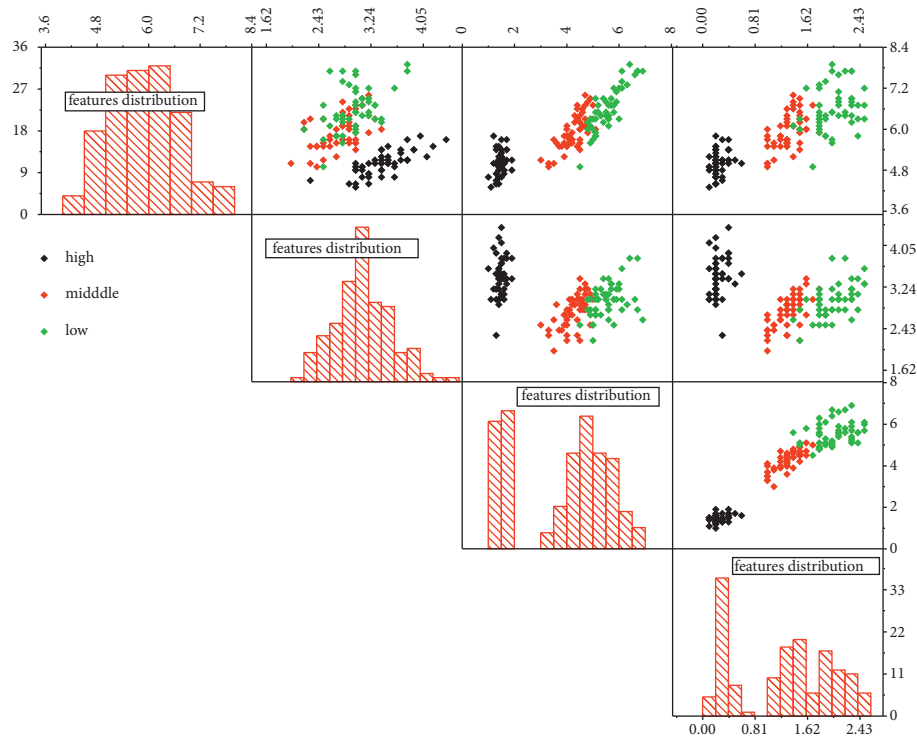 3.6 4.8 6.0 7.2 8.4 1.62 2.43 3.24 4.05 0 2 4 6 8 0.00 0.81 1.62 2.43
36 8.4
features distribution
27 7.2
18 6.0
9 4.8
0 3.6
features distribution
4.05
high
midddle 3.24
low 2.43
1.62
8
features distribution
6
4
2
0
features distribution
33
22
11
0
0.00 0.81 1.62 2.43